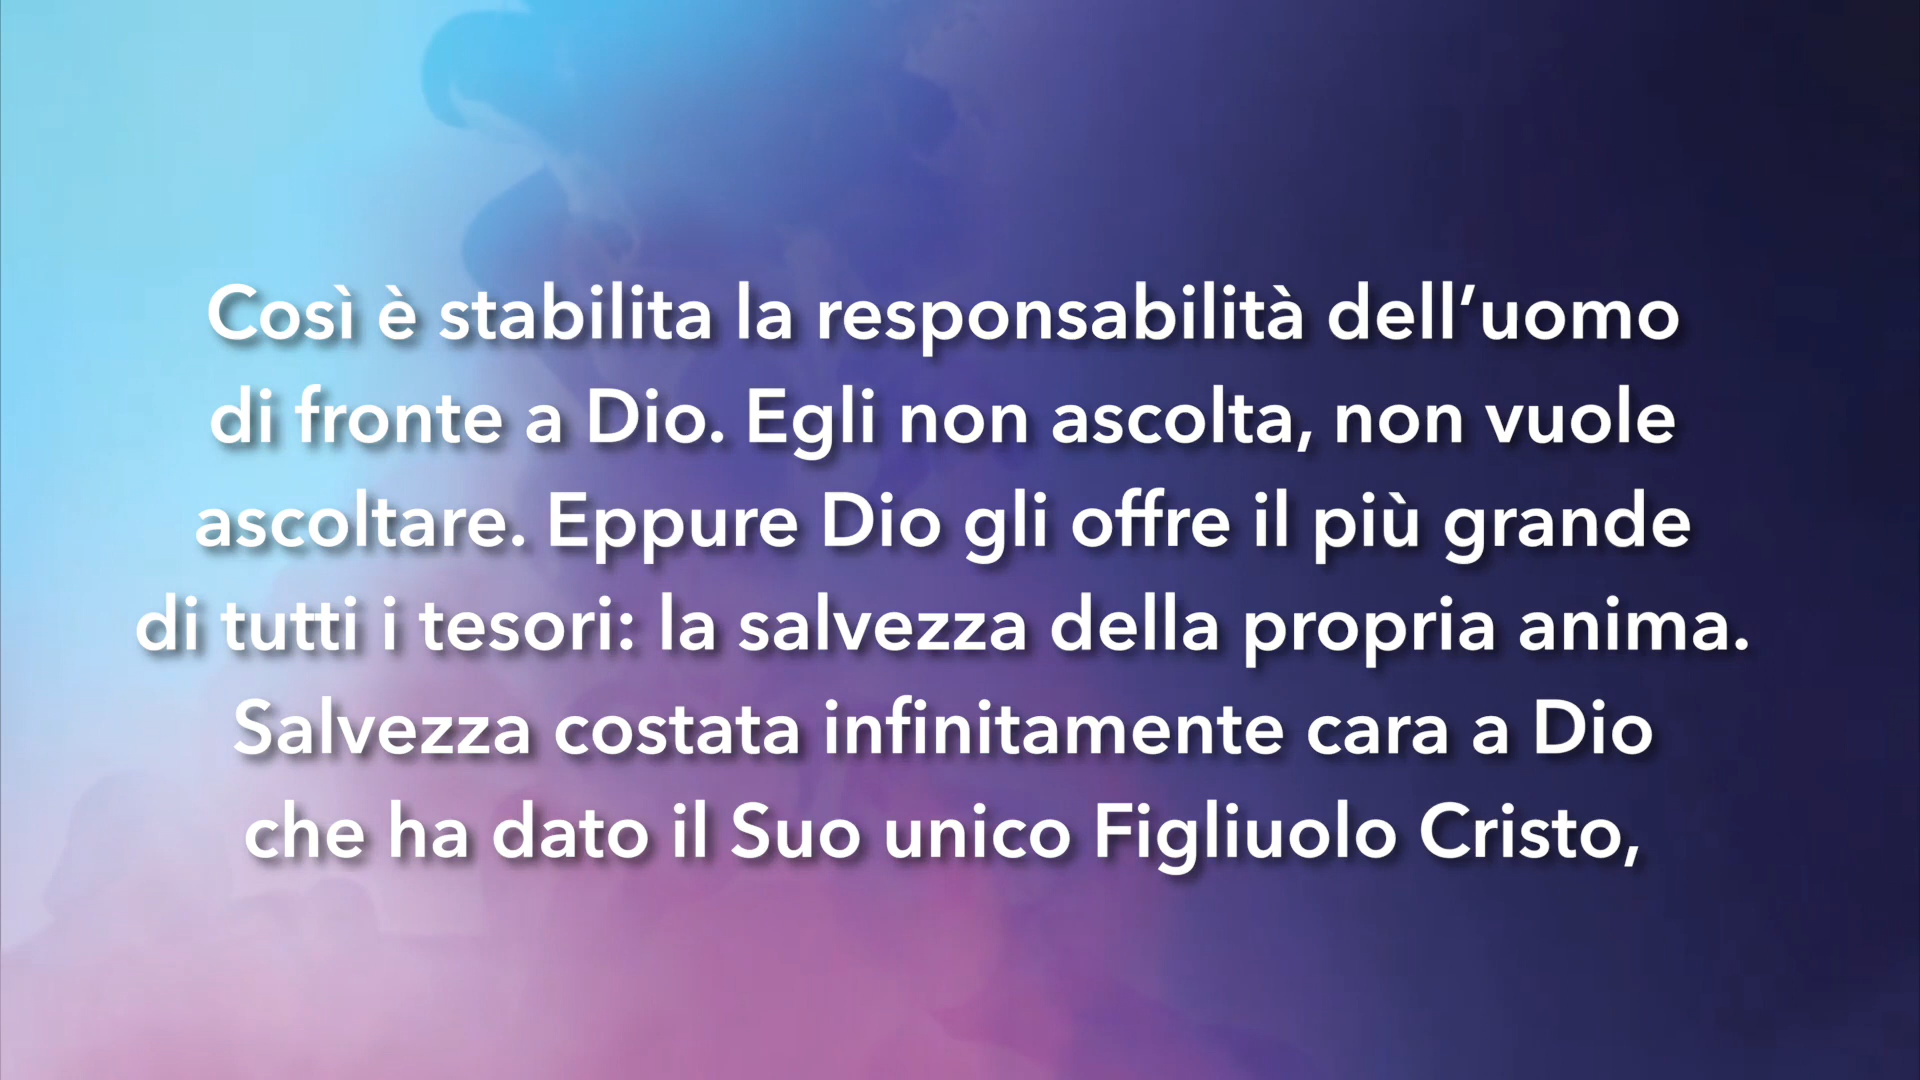 Così è stabilita la responsabilità dell’uomo
di fronte a Dio. Egli non ascolta, non vuole
ascoltare. Eppure Dio gli offre il più grande
di tutti i tesori: la salvezza della propria anima.
Salvezza costata infinitamente cara a Dio
che ha dato il Suo unico Figliuolo Cristo,